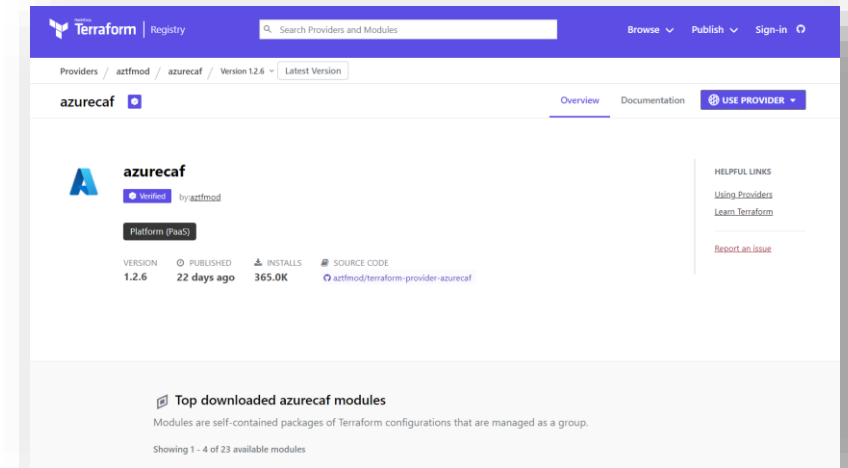 HashiCorp
Terraform | Registry
Search Providers and Modules
Browse
Publish
Sign-in
Providers / aztfmod / azurecaf / Version 1.2.6
Latest Version
azurecaf
Overview
Documentation
USE PROVIDER
azurecaf
Verified
by:aztfmod
Platform (PaaS)
VERSION
1.2.6
PUBLISHED
22 days ago
INSTALLS
365.0K
SOURCE CODE
aztfmod/terraform-provider-azurecaf
HELPFUL LINKS
Using Providers
Learn Terraform
Report an issue
Top downloaded azurecaf modules
Modules are self-contained packages of Terraform configurations that are managed as a group.
Showing 1 - 4 of 23 available modules